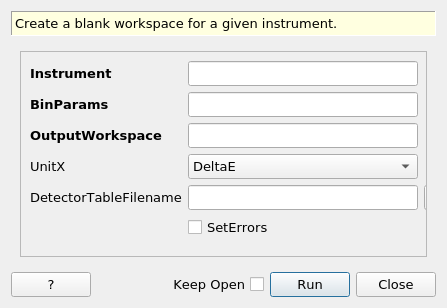 Create a blank workspace for a given instrument.
Instrument
BinParams
OutputWorkspace
UnitX DeltaE
DetectorTableFilename
SetErrors
? Keep Open Run Close